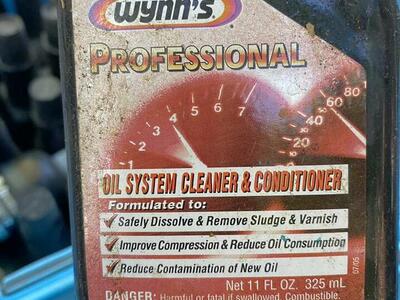 Wynn's
PROFESSIONAL
1 2 3 4 5 6 7
40 60 80
OIL SYSTEM CLEANER & CONDITIONER
Formulated to:
Safely Dissolve & Remove Sludge & Varnish
Improve Compression & Reduce Oil Consumption
Reduce Contamination of New Oil
Net 11 FL OZ. 325 mL
07/05
DANGER: Harmful or fatal if swallowed. Combustible.